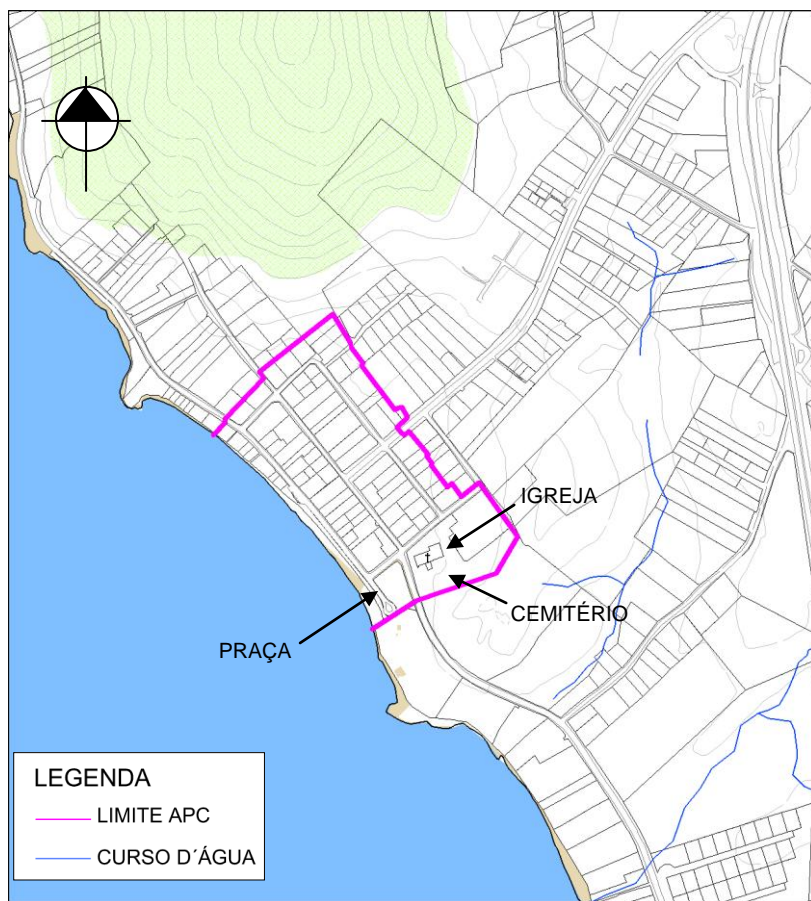 IGREJA
CEMITÉRIO
PRAÇA
LEGENDA
LIMITE APC
CURSO D´ÁGUA